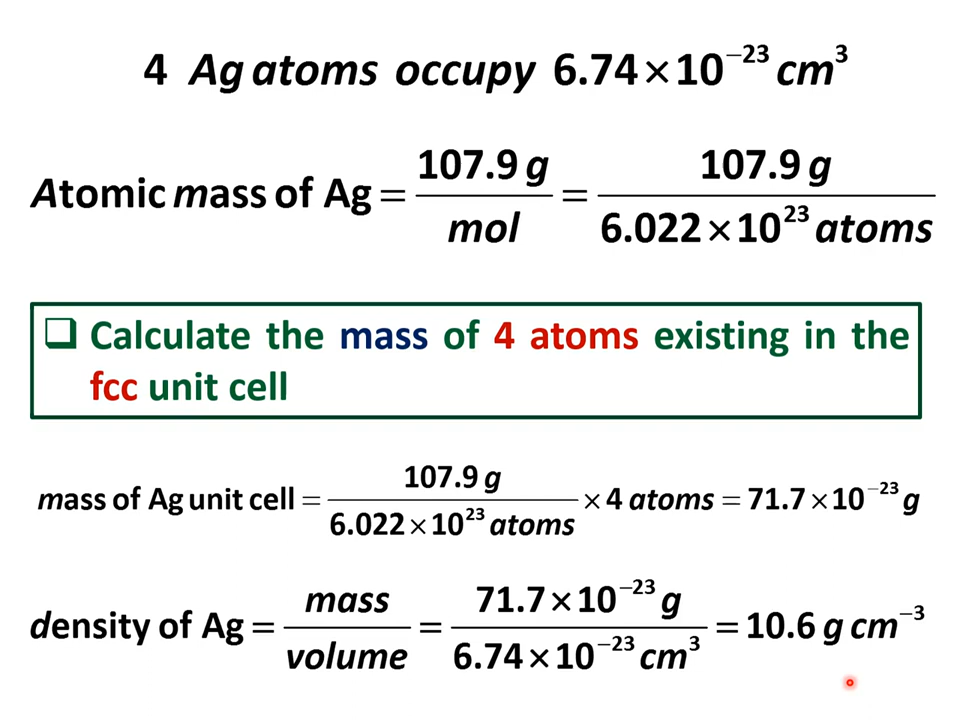 4 Ag atoms occupy 6.74×10⁻²³ cm³
Atomic mass of Ag = 107.9 g / mol = 107.9 g / 6.022×10²³ atoms
❑ Calculate the mass of 4 atoms existing in the
fcc unit cell
mass of Ag unit cell = 107.9 g / 6.022×10²³ atoms × 4 atoms = 71.7×10⁻²³ g
density of Ag = mass / volume = 71.7×10⁻²³ g / 6.74×10⁻²³ cm³ = 10.6 g cm⁻³